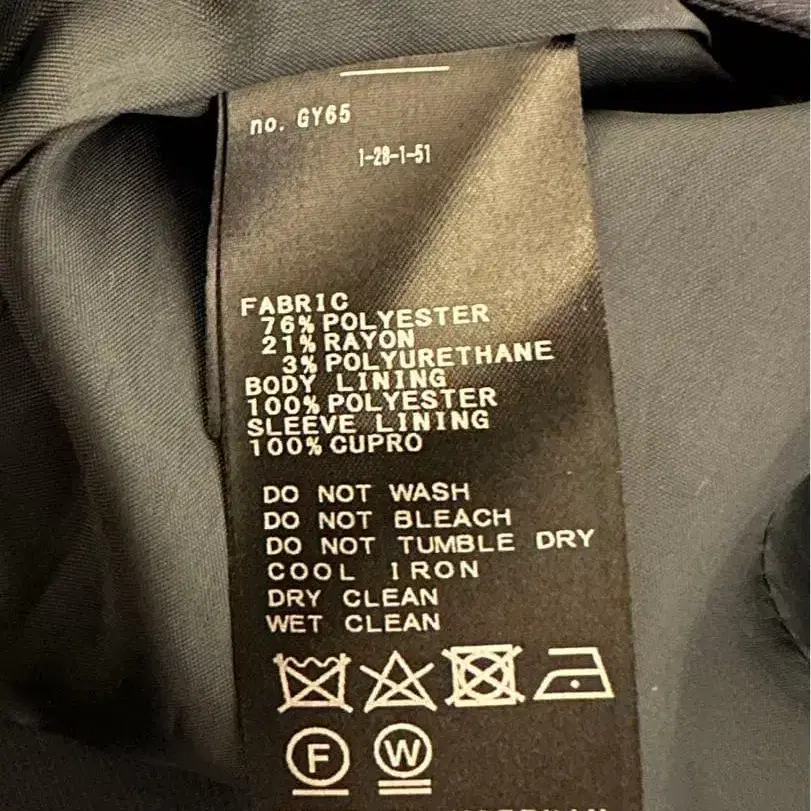 no. GY65
1-28-1-51
FABRIC
76% POLYESTER
21% RAYON
3% POLYURETHANE
BODY LINING
100% POLYESTER
SLEEVE LINING
100% CUPRO
DO NOT WASH
DO NOT BLEACH
DO NOT TUMBLE DRY
COOL IRON
DRY CLEAN
WET CLEAN
F W